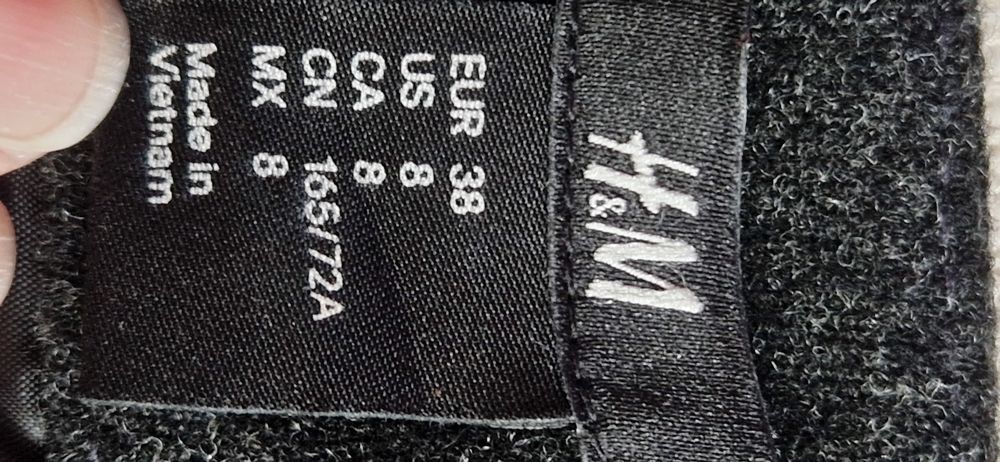 H&M
EUR 38
US 8
CA 8
CN 165/72A
MX 8
Made in
Vietnam